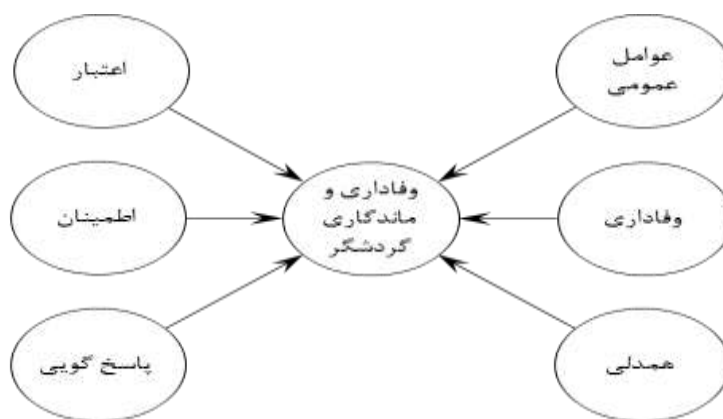 عوامل
عمومی
اعتبار
وفاداری و
ماندگاری
گردشگر
وفاداری
اطمینان
همدلی
پاسخ گویی